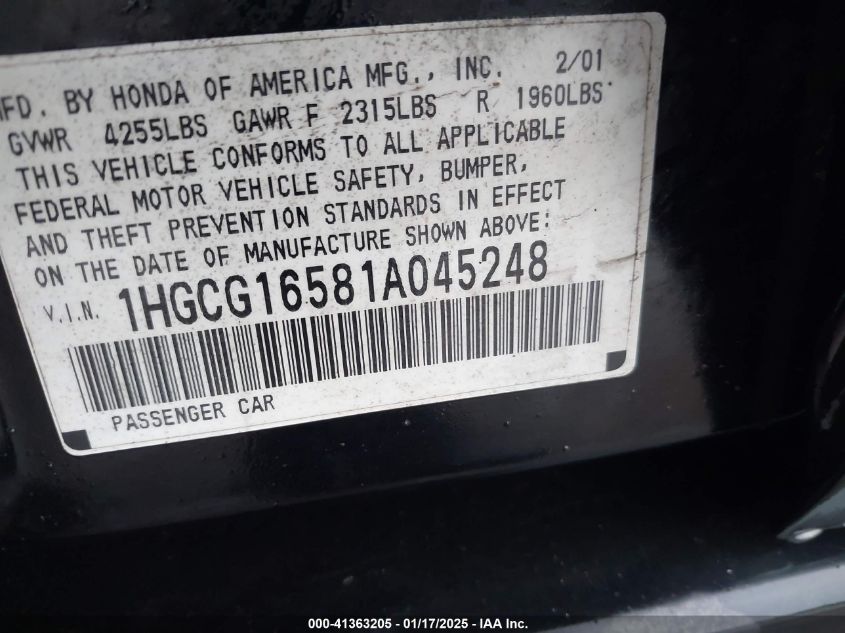 MFD. BY HONDA OF AMERICA MFG., INC. 2/01
GVWR 4255LBS GAWR F 2315LBS R 1960LBS
THIS VEHICLE CONFORMS TO ALL APPLICABLE
FEDERAL MOTOR VEHICLE SAFETY, BUMPER,
AND THEFT PREVENTION STANDARDS IN EFFECT
ON THE DATE OF MANUFACTURE SHOWN ABOVE:
V.I.N. 1HGCG16581A045248
PASSENGER CAR
000-41363205 - 01/17/2025 - IAA Inc.